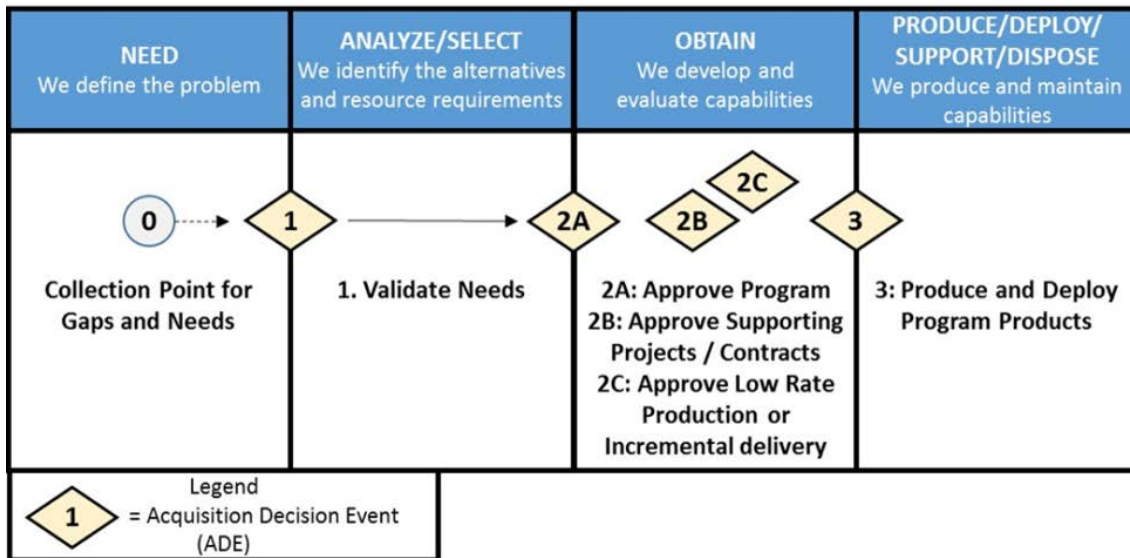 NEED
We define the problem
ANALYZE/SELECT
We identify the alternatives
and resource requirements
OBTAIN
We develop and
evaluate capabilities
PRODUCE/DEPLOY/
SUPPORT/DISPOSE
We produce and maintain
capabilities
0
1
2A
2B
2C
3
Collection Point for
Gaps and Needs
1. Validate Needs
2A: Approve Program
2B: Approve Supporting
Projects / Contracts
2C: Approve Low Rate
Production or
Incremental delivery
3: Produce and Deploy
Program Products
Legend
1
= Acquisition Decision Event
(ADE)